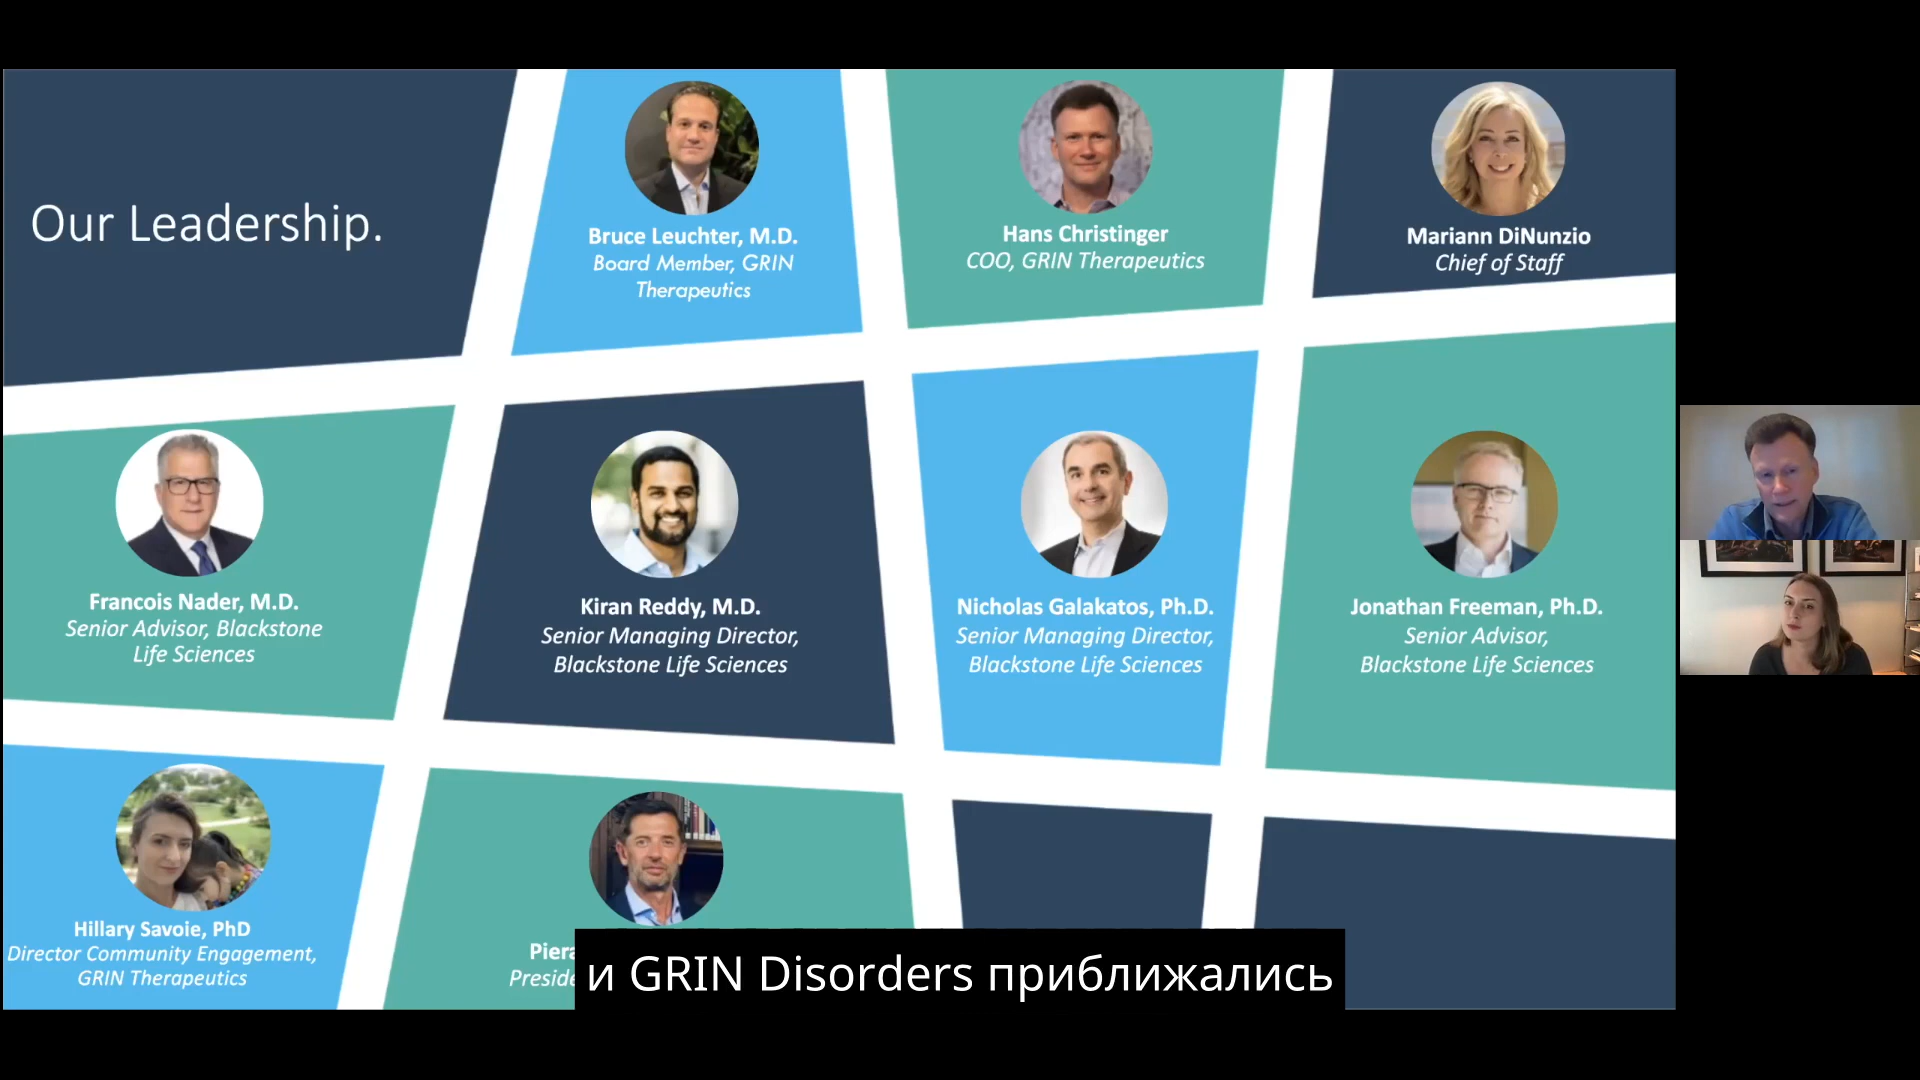 Our Leadership.
Bruce Leuchter, M.D.
Board Member, GRIN
Therapeutics
Hans Christinger
COO, GRIN Therapeutics
Mariann DiNunzio
Chief of Staff
Francois Nader, M.D.
Senior Advisor, Blackstone
Life Sciences
Kiran Reddy, M.D.
Senior Managing Director,
Blackstone Life Sciences
Nicholas Galakatos, Ph.D.
Senior Managing Director,
Blackstone Life Sciences
Jonathan Freeman, Ph.D.
Senior Advisor,
Blackstone Life Sciences
Hillary Savoie, PhD
Director Community Engagement,
GRIN Therapeutics
и GRIN Disorders приближались